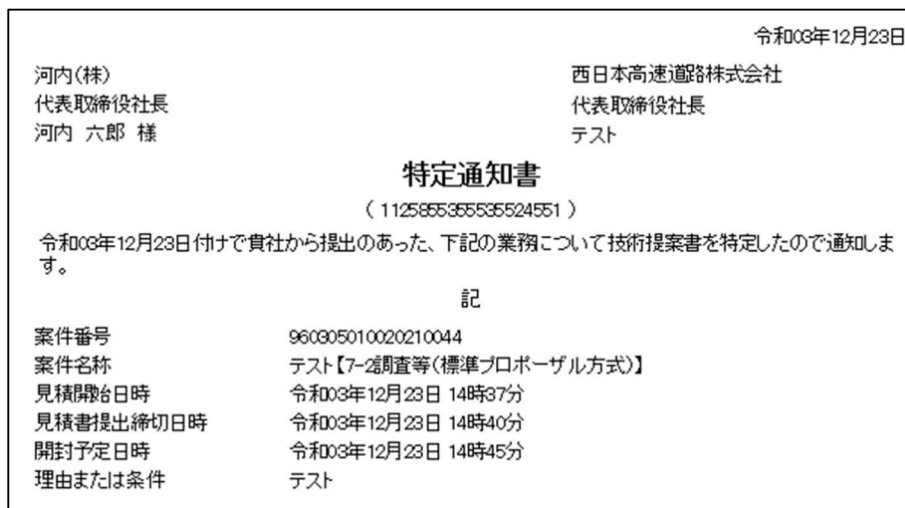 令和03年12月23日
河内(株) 西日本高速道路株式会社
代表取締役社長 代表取締役社長
河内 六郎 様 テスト
特定通知書
( 1125855355535524551 )
令和03年12月23日付けで貴社から提出のあった、下記の業務について技術提案書を特定したので通知しま
す。
記
案件番号 960305010020210044
案件名称 テスト【7-2調査等(標準プロポーザル方式)】
見積開始日時 令和03年12月23日 14時37分
見積書提出締切日時 令和03年12月23日 14時40分
開封予定日時 令和03年12月23日 14時45分
理由または条件 テスト